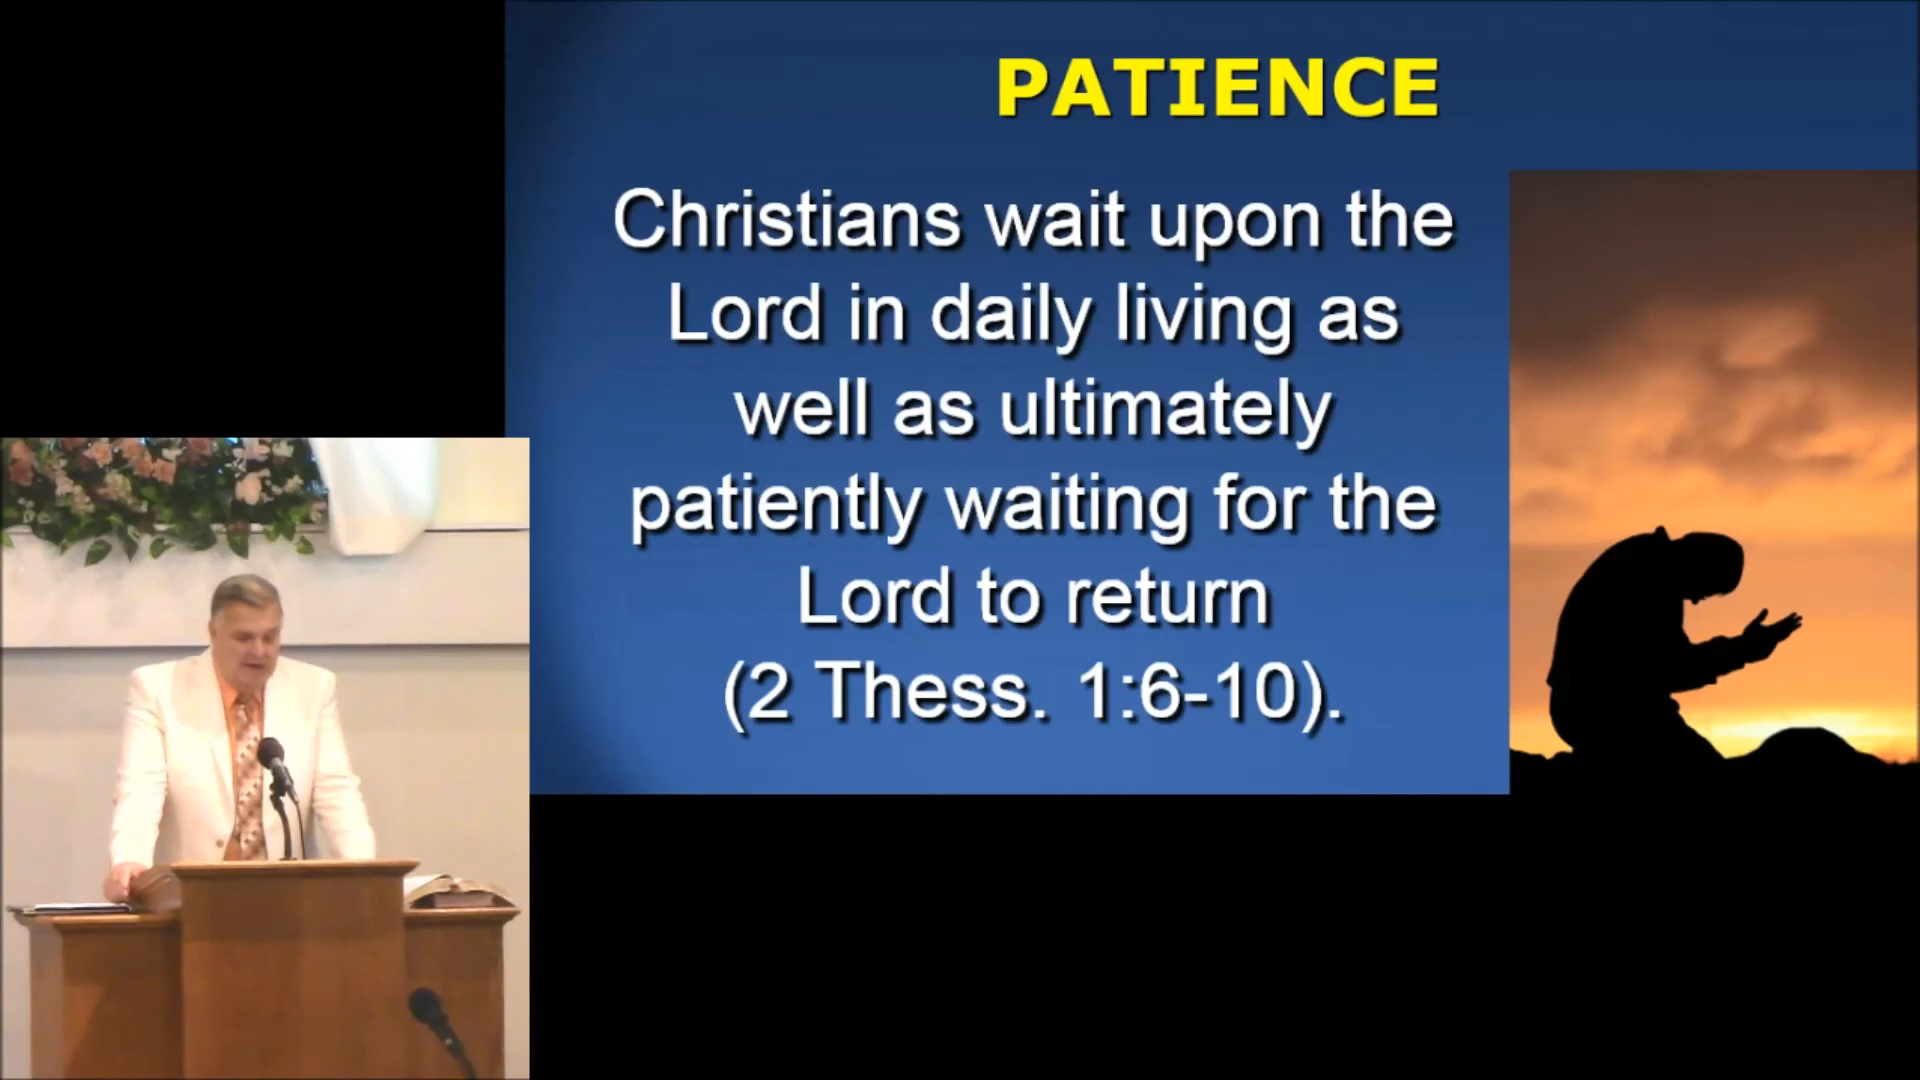 PATIENCE
Christians wait upon the
Lord in daily living as
well as ultimately
patiently waiting for the
Lord to return
(2 Thess. 1:6-10).